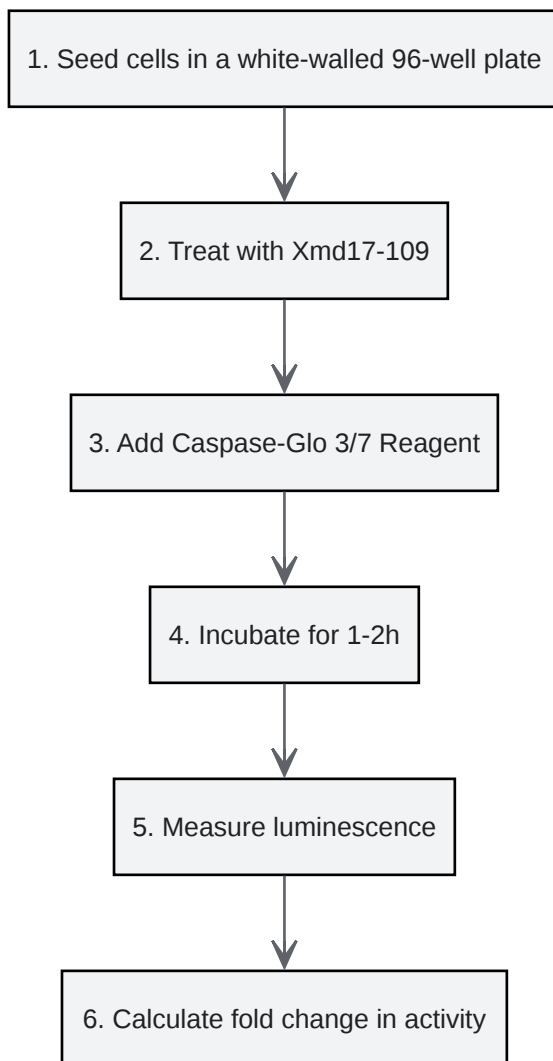 1. Seed cells in a white-walled 96-well plate
2. Treat with Xmd17-109
3. Add Caspase-Glo 3/7 Reagent
4. Incubate for 1-2h
5. Measure luminescence
6. Calculate fold change in activity